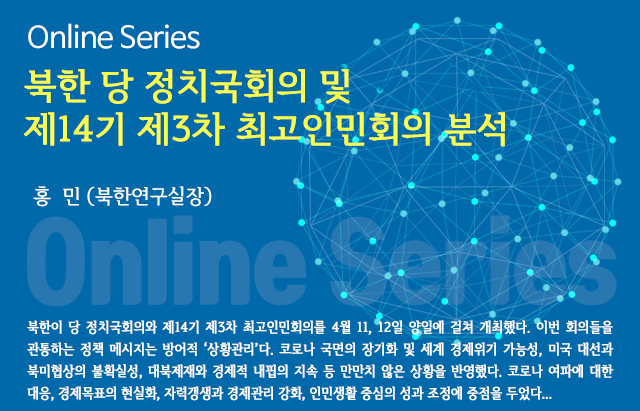 Online Series
북한 당 정치국회의 및
제14기 제3차 최고인민회의 분석
홍 민 (북한연구실장)
Online Series
북한이 당 정치국회의와 제14기 제3차 최고인민회의를 4월 11, 12일 양일에 걸쳐 개최했다. 이번 회의들을
관통하는 정책 메시지는 방어적 ‘상황관리’다. 코로나 국면의 장기화 및 세계 경제위기 가능성, 미국 대선과
북미협상의 불확실성, 대북제재와 경제적 내핍의 지속 등 만만치 않은 상황을 반영했다. 코로나 여파에 대한
대응, 경제목표의 현실화, 자력갱생과 경제관리 강화, 인민생활 중심의 성과 조정에 중점을 두었다...